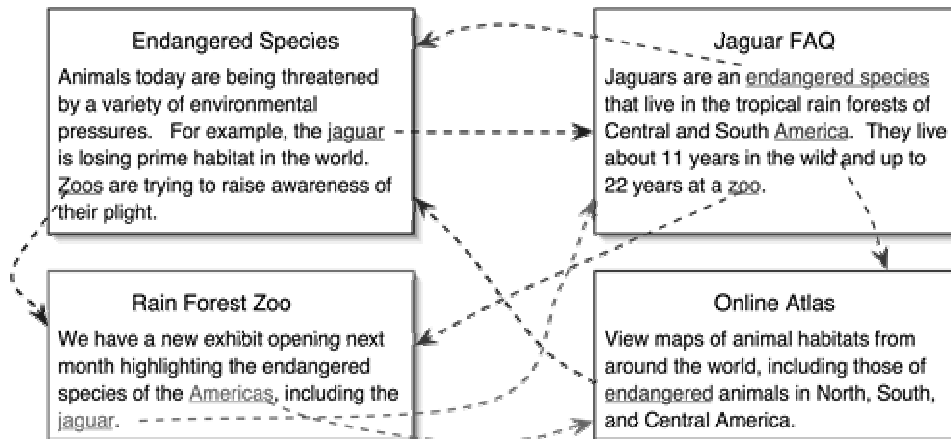 Endangered Species
Animals today are being threatened
by a variety of environmental
pressures. For example, the jaguar
is losing prime habitat in the world.
Zoos are trying to raise awareness of
their plight.
Jaguar FAQ
Jaguars are an endangered species
that live in the tropical rain forests of
Central and South America. They live
about 11 years in the wild and up to
22 years at a zoo.
Rain Forest Zoo
We have a new exhibit opening next
month highlighting the endangered
species of the Americas, including the
jaguar.
Online Atlas
View maps of animal habitats from
around the world, including those of
endangered animals in North, South,
and Central America.